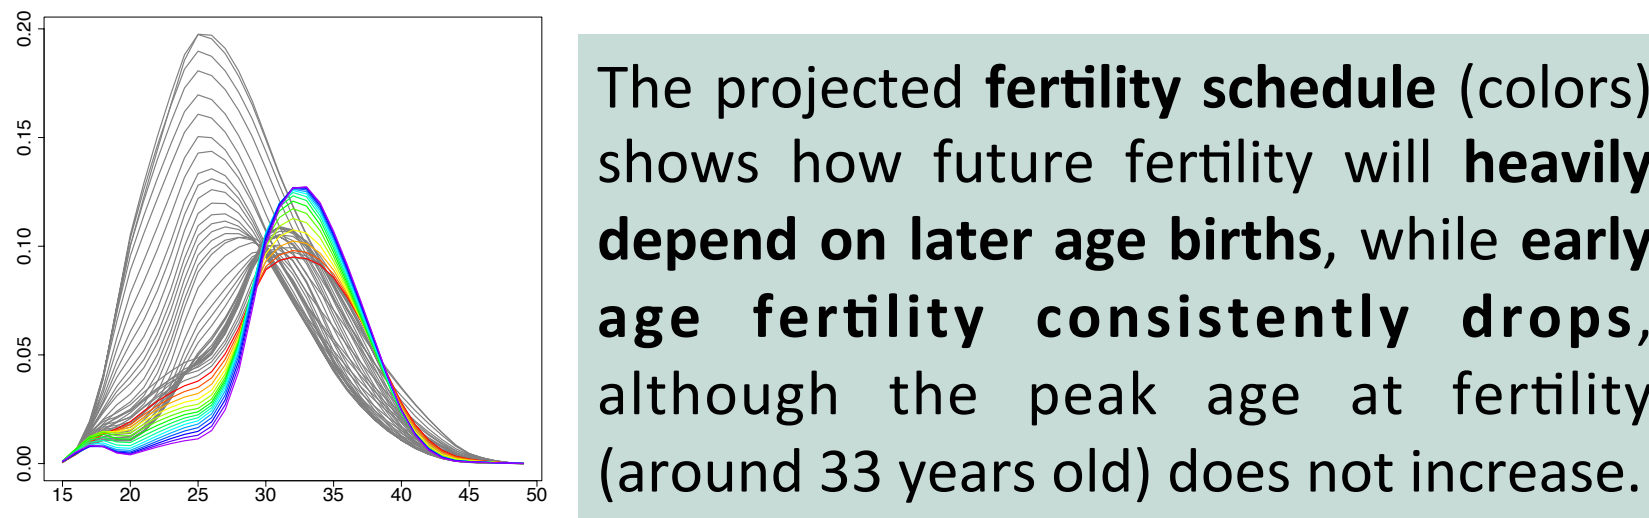 0.20
0.15
0.10
0.05
0.00
15 20 25 30 35 40 45 50
The projected fertility schedule (colors)
shows how future fertility will heavily
depend on later age births, while early
age fertility consistently drops,
although the peak age at fertility
(around 33 years old) does not increase.